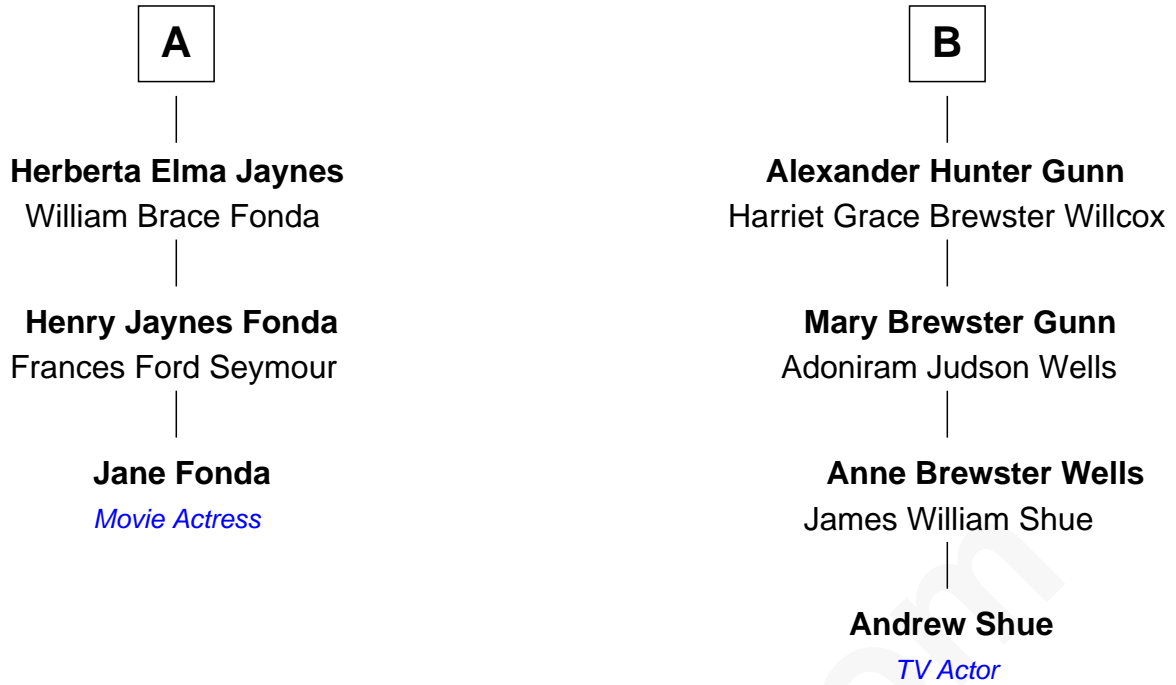 A
Herberta Elma Jaynes
William Brace Fonda
Henry Jaynes Fonda
Frances Ford Seymour
Jane Fonda
Movie Actress
B
Alexander Hunter Gunn
Harriet Grace Brewster Willcox
Mary Brewster Gunn
Adoniram Judson Wells
Anne Brewster Wells
James William Shue
Andrew Shue
TV Actor